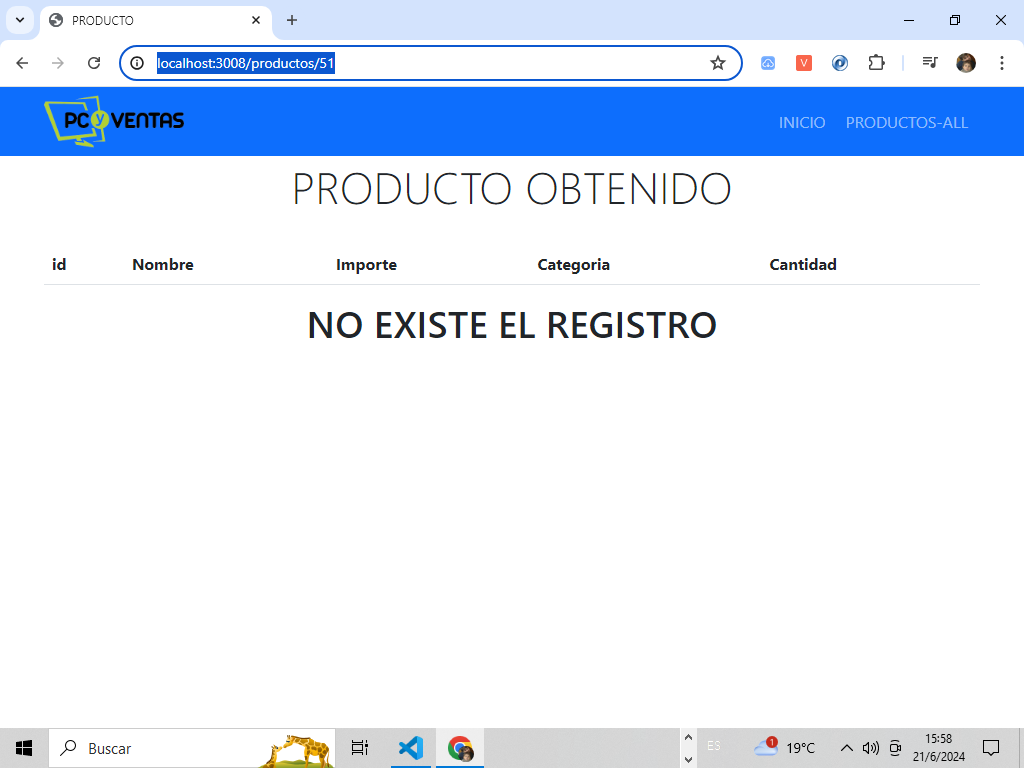 PRODUCTO
localhost:3008/productos/51
V
PC y VENTAS
INICIO PRODUCTOS-ALL
PRODUCTO OBTENIDO
id Nombre Importe Categoria Cantidad
NO EXISTE EL REGISTRO
Buscar
ES
1
19°C
15:58
21/6/2024